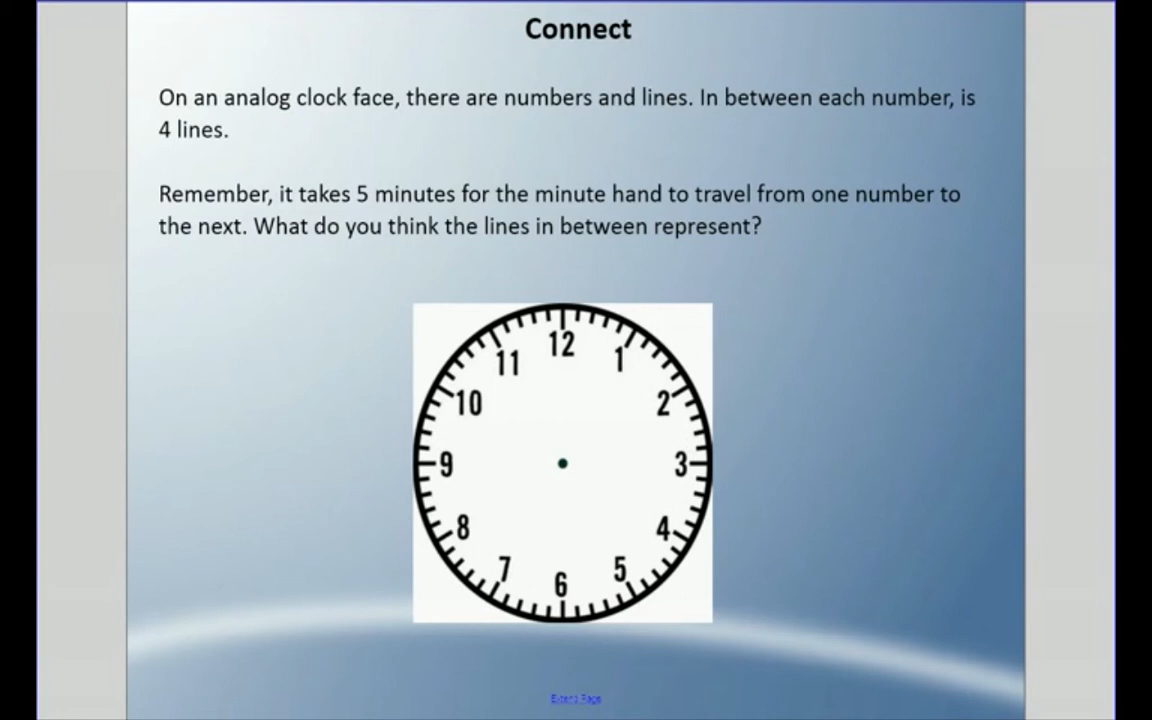 Connect
On an analog clock face, there are numbers and lines. In between each number, is
4 lines.
Remember, it takes 5 minutes for the minute hand to travel from one number to
the next. What do you think the lines in between represent?
12
11
1
10
2
9
3
8
4
7
5
6
Extend Page